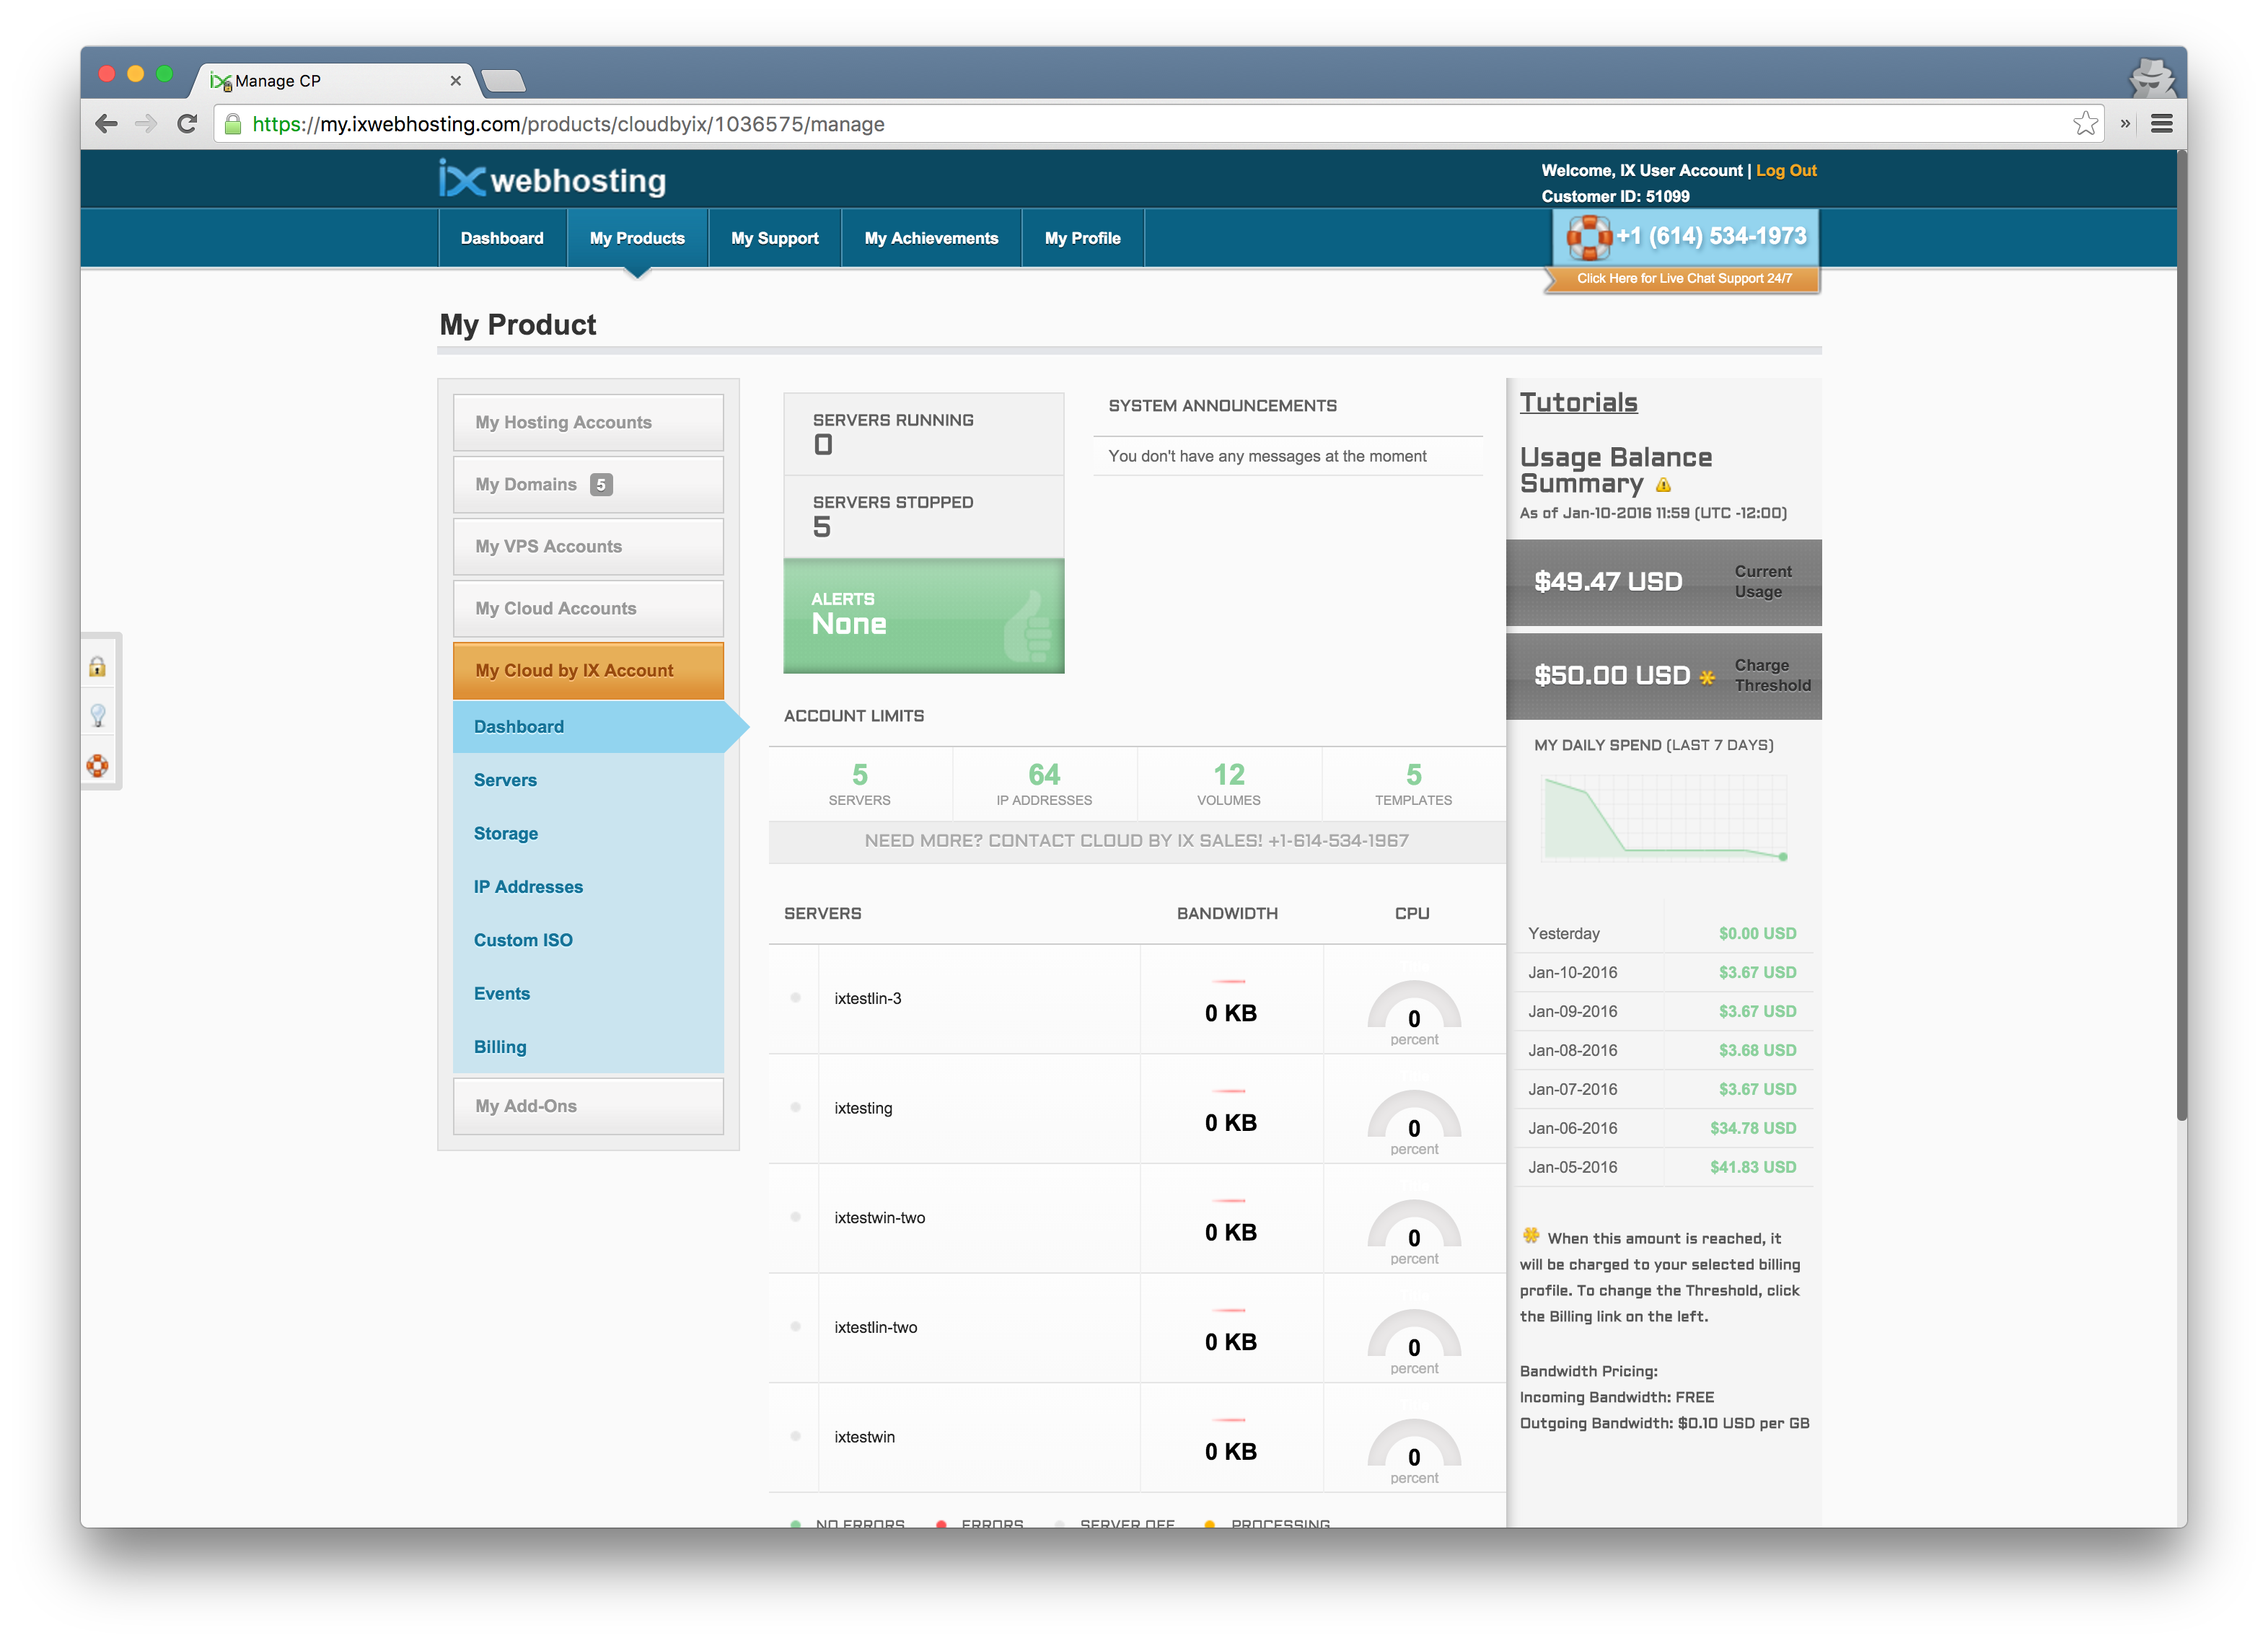 Manage CP
https://my.ixwebhosting.com/products/cloudbyix/1036575/manage
ix webhosting
Welcome, IX User Account | Log Out
Customer ID: 51099
Dashboard
My Products
My Support
My Achievements
My Profile
+1 (614) 534-1973
Click Here for Live Chat Support 24/7
My Product
My Hosting Accounts
My Domains 5
My VPS Accounts
My Cloud Accounts
My Cloud by IX Account
Dashboard
Servers
Storage
IP Addresses
Custom ISO
Events
Billing
My Add-Ons
SERVERS RUNNING
0
SERVERS STOPPED
5
ALERTS
None
SYSTEM ANNOUNCEMENTS
You don't have any messages at the moment
ACCOUNT LIMITS
5
SERVERS
64
IP ADDRESSES
12
VOLUMES
5
TEMPLATES
NEED MORE? CONTACT CLOUD BY IX SALES! +1-614-534-1967
SERVERS BANDWIDTH CPU
ixtestlin-3
0 KB
0
percent
ixtesting
0 KB
0
percent
ixtestwin-two
0 KB
0
percent
ixtestlin-two
0 KB
0
percent
ixtestwin
0 KB
0
percent
NO ERRORS ERRORS SERVER OFF PROCESSING
Tutorials
Usage Balance
Summary
As of Jan-10-2016 11:59 (UTC -12:00)
$49.47 USD
Current
Usage
$50.00 USD
Charge
Threshold
MY DAILY SPEND (LAST 7 DAYS)
Yesterday $0.00 USD
Jan-10-2016 $3.67 USD
Jan-09-2016 $3.67 USD
Jan-08-2016 $3.68 USD
Jan-07-2016 $3.67 USD
Jan-06-2016 $34.78 USD
Jan-05-2016 $41.83 USD
When this amount is reached, it
will be charged to your selected billing
profile. To change the Threshold, click
the Billing link on the left.
Bandwidth Pricing:
Incoming Bandwidth: FREE
Outgoing Bandwidth: $0.10 USD per GB